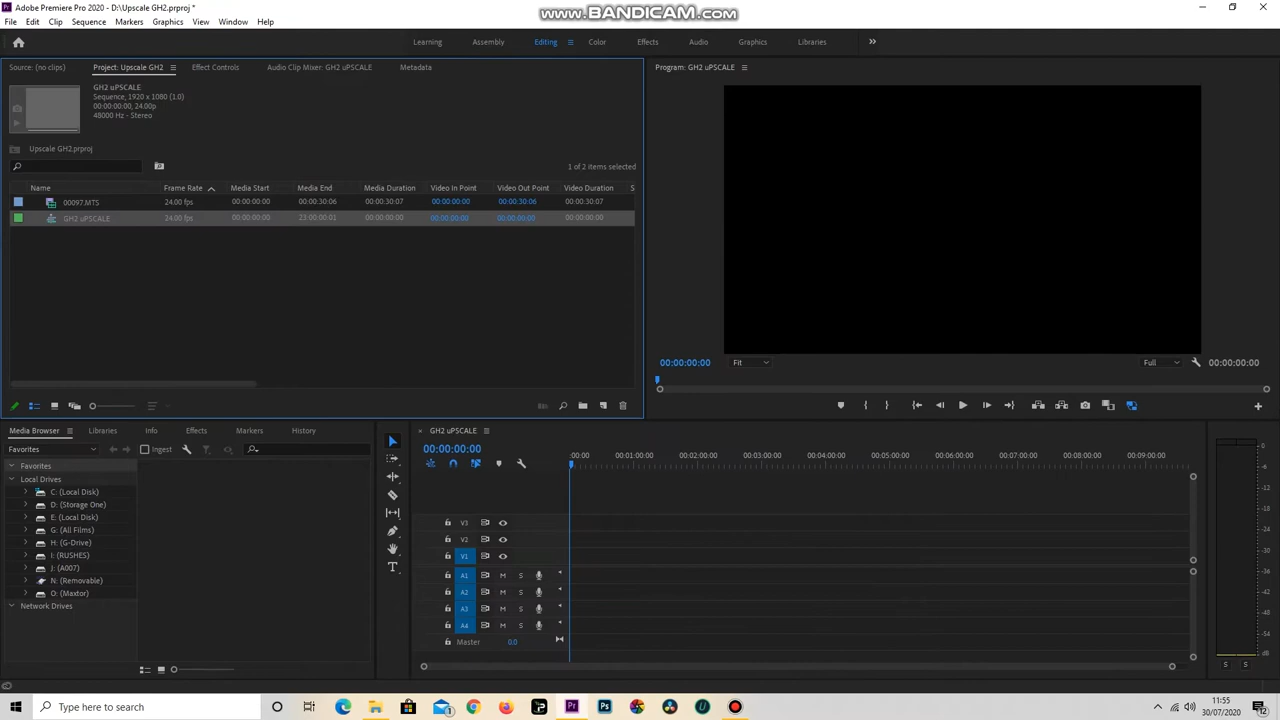 Adobe Premiere Pro 2020 - D:\Upscale GH2.prproj *
www.BANDICAM.com
File Edit Clip Sequence Markers Graphics View Window Help
Learning Assembly Editing Color Effects Audio Graphics Libraries
Source: (no clips) Project: Upscale GH2 Effect Controls Audio Clip Mixer: GH2 uPSCALE Metadata
Program: GH2 uPSCALE
GH2 uPSCALE
Sequence, 1920 x 1080 (1.0)
00:00:00:00, 24.00p
48000 Hz - Stereo
Upscale GH2.prproj
1 of 2 items selected
Name Frame Rate Media Start Media End Media Duration Video In Point Video Out Point Video Duration S
00097.MTS 24.00 fps 00:00:00:00 00:00:30:06 00:00:30:07 00:00:00:00 00:00:30:06 00:00:30:07
GH2 uPSCALE 24.00 fps 00:00:00:00 23:00:00:01 00:00:00:00 00:00:00:00 00:00:00:00 00:00:00:00
00:00:00:00 Fit Full 00:00:00:00
Media Browser Libraries Info Effects Markers History
Favorites Ingest
Favorites
Local Drives
C: (Local Disk)
D: (Storage One)
E: (Local Disk)
G: (All Films)
H: (G-Drive)
I: (RUSHES)
J: (A007)
N: (Removable)
O: (Maxtor)
Network Drives
× GH2 uPSCALE
00:00:00:00
:00:00 00:01:00:00 00:02:00:00 00:03:00:00 00:04:00:00 00:05:00:00 00:06:00:00 00:07:00:00 00:08:00:00 00:09:00:00
V3
V2
V1
A1 M S
A2 M S
A3 M S
A4 M S
Master 0.0
0
-6
-12
-18
-24
-30
-36
-42
-48
-54
dB
S S
Type here to search
11:55
30/07/2020
12